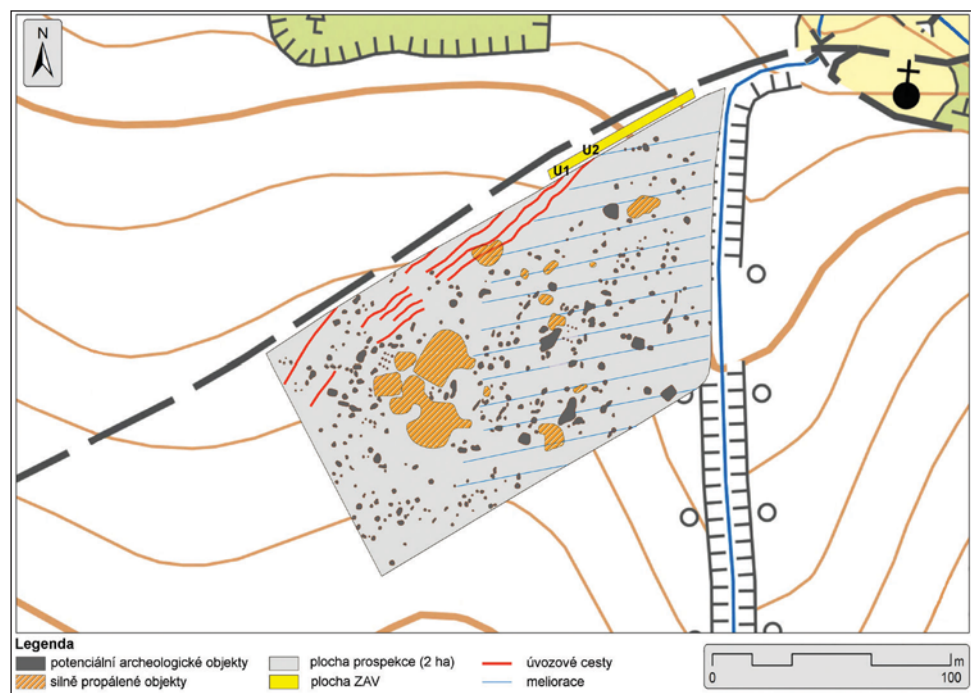 N
U2
U1
Legenda
potenciální archeologické objekty
silně propálené objekty
plocha prospekce (2 ha)
plocha ZAV
úvozové cesty
meliorace
m
0
100